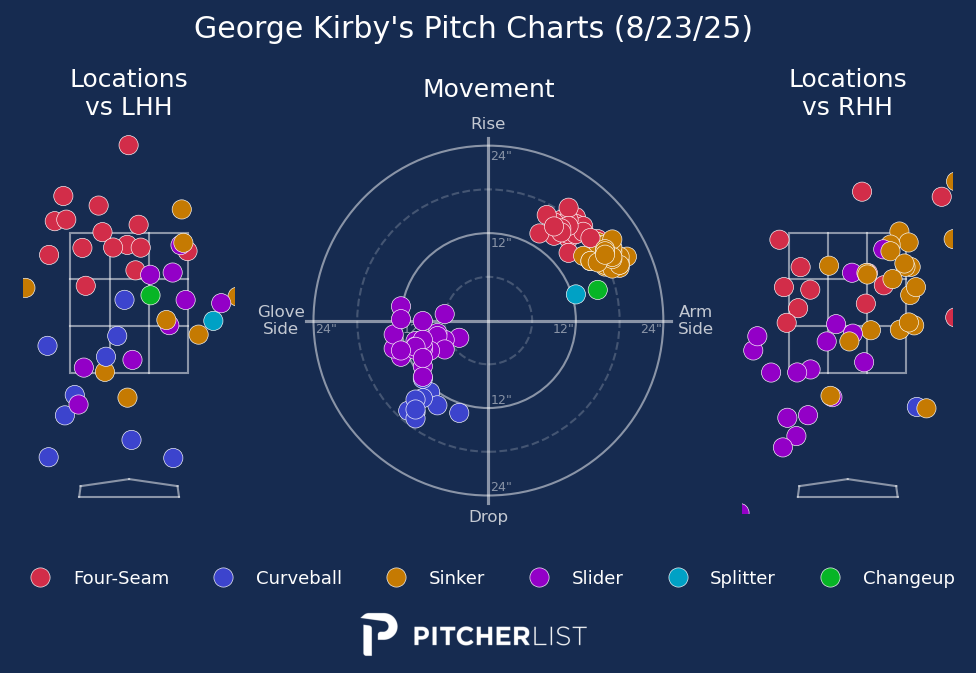 George Kirby's Pitch Charts (8/23/25)
Locations
vs LHH
Movement
Locations
vs RHH
Rise
24"
12"
Glove
Side
24"
12"
24"
Arm
Side
12"
24"
Drop
Four-Seam
Curveball
Sinker
Slider
Splitter
Changeup
PITCHERLIST